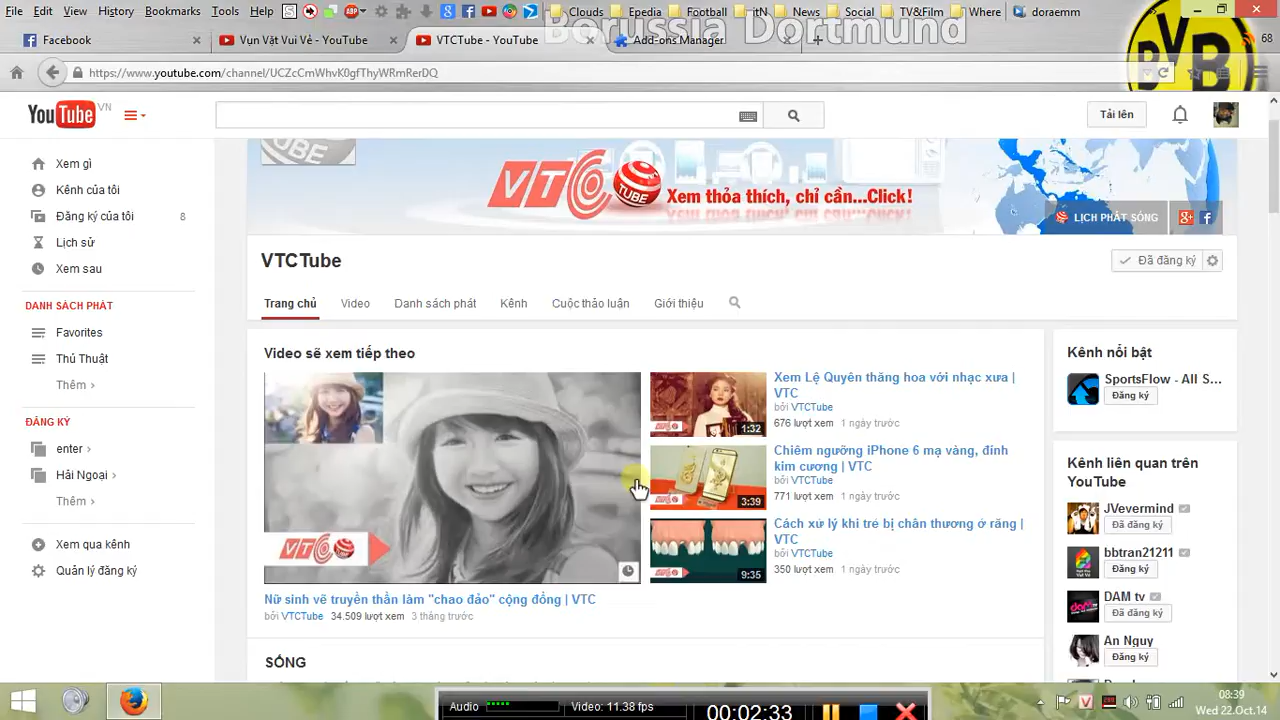 File Edit View History Bookmarks Tools Help
Clouds Epedia Football itN News Social TV&Film Where doraemm
Borussia Dortmund
BVB
68
Facebook
Vụn Vặt Vui Vẻ - YouTube
VTCTube - YouTube
Add-ons Manager
https://www.youtube.com/channel/UCZcCmWhvK0gfThyWRmRerDQ
YouTube VN
Tải lên
Xem gì
Kênh của tôi
Đăng ký của tôi 8
Lịch sử
Xem sau
DANH SÁCH PHÁT
Favorites
Thủ Thuật
Thêm ›
ĐĂNG KÝ
enter ›
Hải Ngoại ›
Thêm ›
Xem qua kênh
Quản lý đăng ký
TUBE
VTC TUBE
Xem thỏa thích, chỉ cần...Click!
LỊCH PHÁT SÓNG
VTCTube
Đã đăng ký
Trang chủ Video Danh sách phát Kênh Cuộc thảo luận Giới thiệu
Video sẽ xem tiếp theo
VTC
Nữ sinh vẽ truyền thần làm "chao đảo" cộng đồng | VTC
bởi VTCTube 34.509 lượt xem 3 tháng trước
1:32
Xem Lệ Quyên thăng hoa với nhạc xưa |
VTC
bởi VTCTube
676 lượt xem 1 ngày trước
3:39
Chiêm ngưỡng iPhone 6 mạ vàng, đính
kim cương | VTC
bởi VTCTube
771 lượt xem 1 ngày trước
9:35
Cách xử lý khi trẻ bị chấn thương ở răng |
VTC
bởi VTCTube
350 lượt xem 1 ngày trước
SỐNG
Kênh nổi bật
SportsFlow - All S...
Đăng ký
Kênh liên quan trên
YouTube
JVevermind
Đã đăng ký
bbtran21211
Đăng ký
DAM tv
Đã đăng ký
An Nguy
Đăng ký
Audio
Video: 11.38 fps
00:02:33
08:39
Wed 22.Oct.14